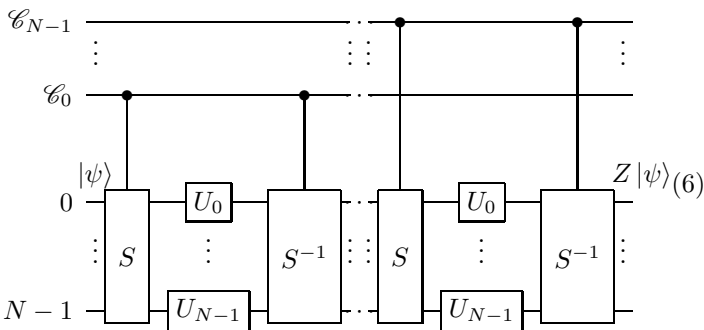 𝒞_{N−1}
⋮ ⋮ ⋮ ⋮
𝒞_0
|ψ⟩ Z |ψ⟩ (6)
0 U_0 U_0
⋮ S ⋮ S^{−1} ⋮ ⋮ S ⋮ S^{−1} ⋮
N − 1 U_{N−1} U_{N−1}